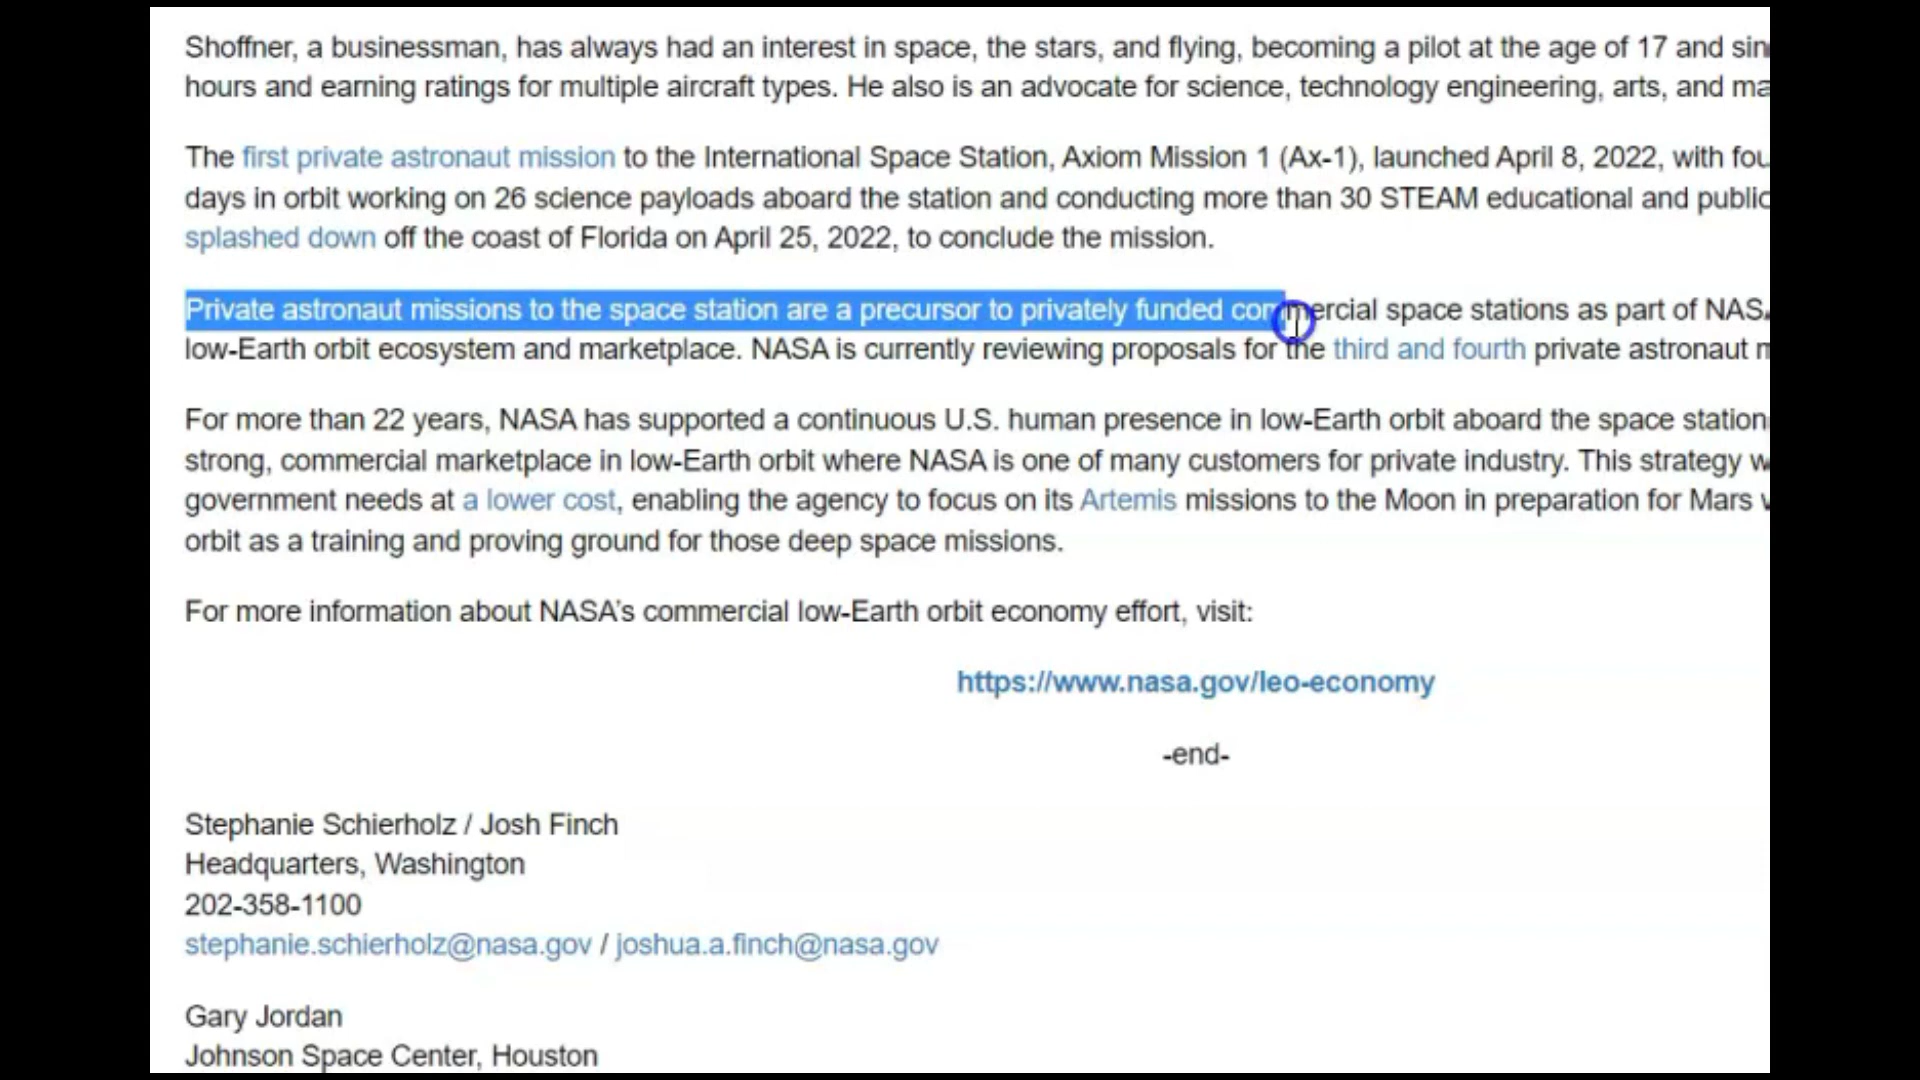 Shoffner, a businessman, has always had an interest in space, the stars, and flying, becoming a pilot at the age of 17 and sin
hours and earning ratings for multiple aircraft types. He also is an advocate for science, technology engineering, arts, and ma
The first private astronaut mission to the International Space Station, Axiom Mission 1 (Ax-1), launched April 8, 2022, with fou
days in orbit working on 26 science payloads aboard the station and conducting more than 30 STEAM educational and public
splashed down off the coast of Florida on April 25, 2022, to conclude the mission.
Private astronaut missions to the space station are a precursor to privately funded commercial space stations as part of NASA
low-Earth orbit ecosystem and marketplace. NASA is currently reviewing proposals for the third and fourth private astronaut
For more than 22 years, NASA has supported a continuous U.S. human presence in low-Earth orbit aboard the space station
strong, commercial marketplace in low-Earth orbit where NASA is one of many customers for private industry. This strategy
government needs at a lower cost, enabling the agency to focus on its Artemis missions to the Moon in preparation for Mars
orbit as a training and proving ground for those deep space missions.
For more information about NASA's commercial low-Earth orbit economy effort, visit:
https://www.nasa.gov/leo-economy
-end-
Stephanie Schierholz / Josh Finch
Headquarters, Washington
202-358-1100
stephanie.schierholz@nasa.gov / joshua.a.finch@nasa.gov
Gary Jordan
Johnson Space Center, Houston